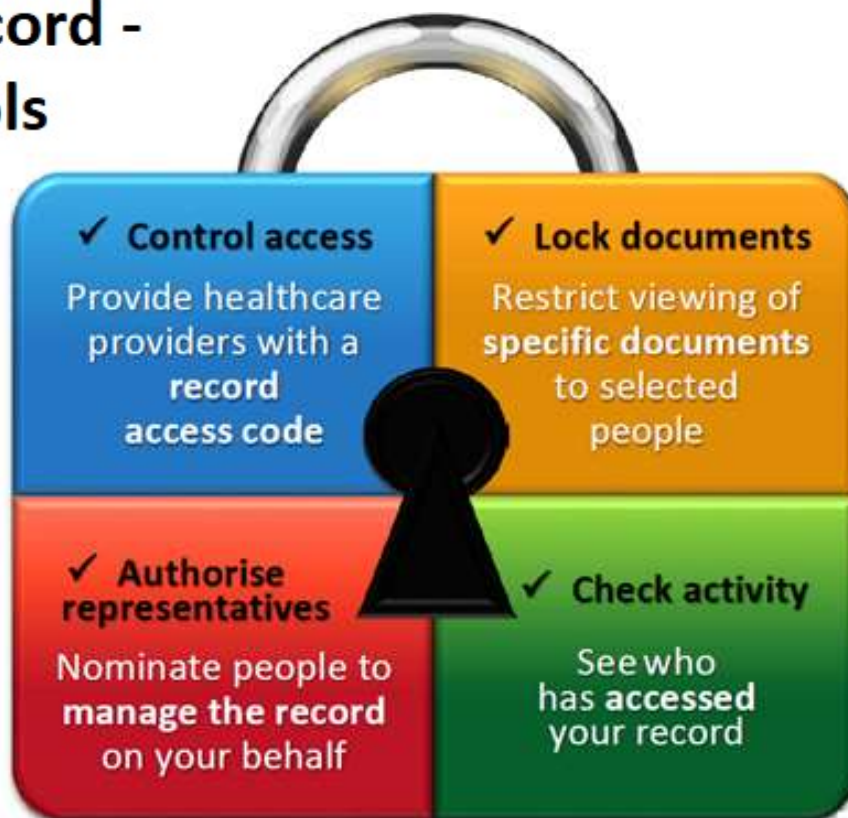 cord -
ols
✓ Control access
Provide healthcare
providers with a
record
access code
✓ Lock documents
Restrict viewing of
specific documents
to selected
people
✓ Authorise
representatives
Nominate people to
manage the record
on your behalf
✓ Check activity
See who
has accessed
your record